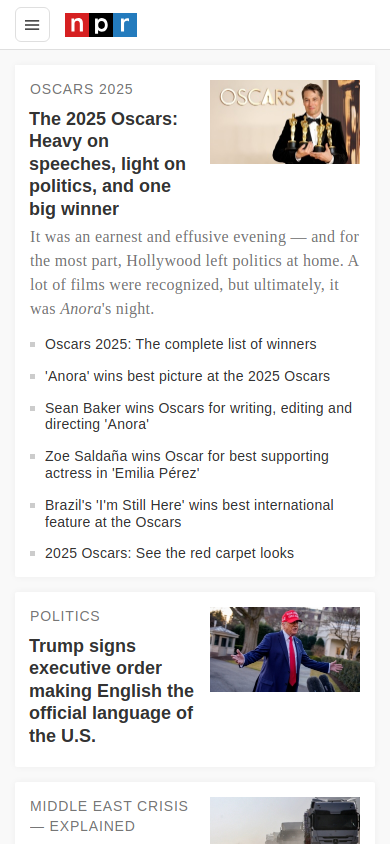 npr
OSCARS 2025
OSCARS
The 2025 Oscars:
Heavy on
speeches, light on
politics, and one
big winner
It was an earnest and effusive evening — and for
the most part, Hollywood left politics at home. A
lot of films were recognized, but ultimately, it
was Anora's night.
Oscars 2025: The complete list of winners
'Anora' wins best picture at the 2025 Oscars
Sean Baker wins Oscars for writing, editing and
directing 'Anora'
Zoe Saldaña wins Oscar for best supporting
actress in 'Emilia Pérez'
Brazil's 'I'm Still Here' wins best international
feature at the Oscars
2025 Oscars: See the red carpet looks
POLITICS
Trump signs
executive order
making English the
official language of
the U.S.
MIDDLE EAST CRISIS
— EXPLAINED